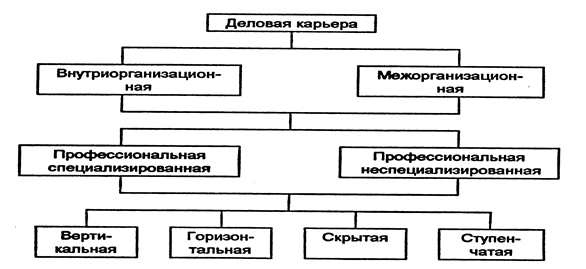 Деловая карьера
Внутриорганизацион-
ная
Межорганизацион-
ная
Профессиональная
специализированная
Профессиональная
неспециализированная
Верти-
кальная
Горизон-
тальная
Скрытая
Ступен-
чатая